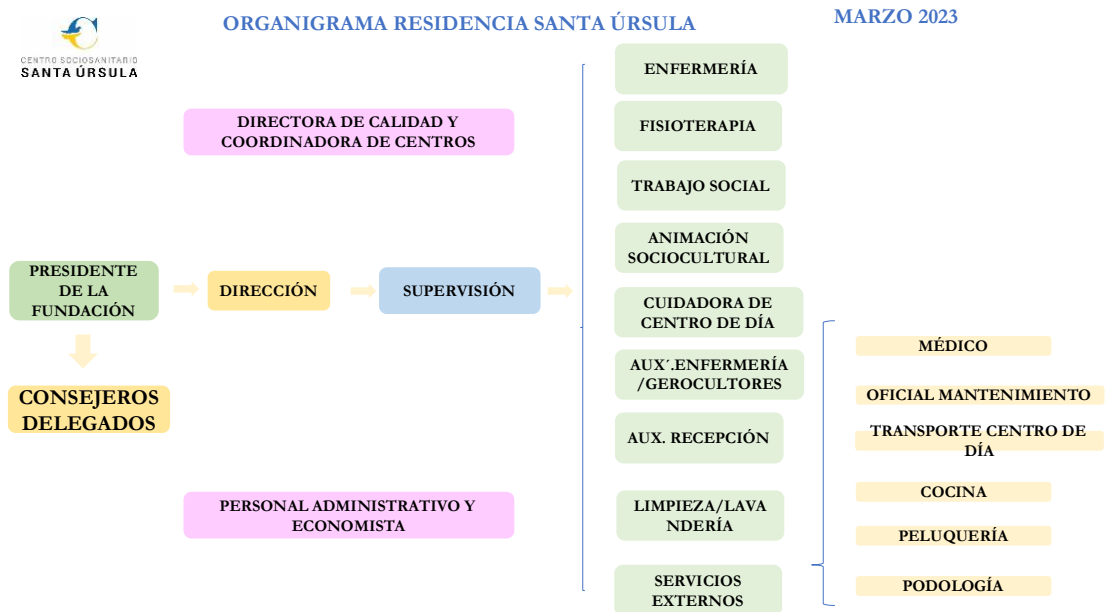 ORGANIGRAMA RESIDENCIA SANTA ÚRSULA
MARZO 2023
CENTRO SOCIOSANITARIO
SANTA ÚRSULA
DIRECTORA DE CALIDAD Y
COORDINADORA DE CENTROS
PRESIDENTE
DE LA
FUNDACIÓN
DIRECCIÓN
SUPERVISIÓN
CONSEJEROS
DELEGADOS
PERSONAL ADMINISTRATIVO Y
ECONOMISTA
ENFERMERÍA
FISIOTERAPIA
TRABAJO SOCIAL
ANIMACIÓN
SOCIOCULTURAL
CUIDADORA DE
CENTRO DE DÍA
AUX´.ENFERMERÍA
/GEROCULTORES
AUX. RECEPCIÓN
LIMPIEZA/LAVA
NDERÍA
SERVICIOS
EXTERNOS
MÉDICO
OFICIAL MANTENIMIENTO
TRANSPORTE CENTRO DE
DÍA
COCINA
PELUQUERÍA
PODOLOGÍA